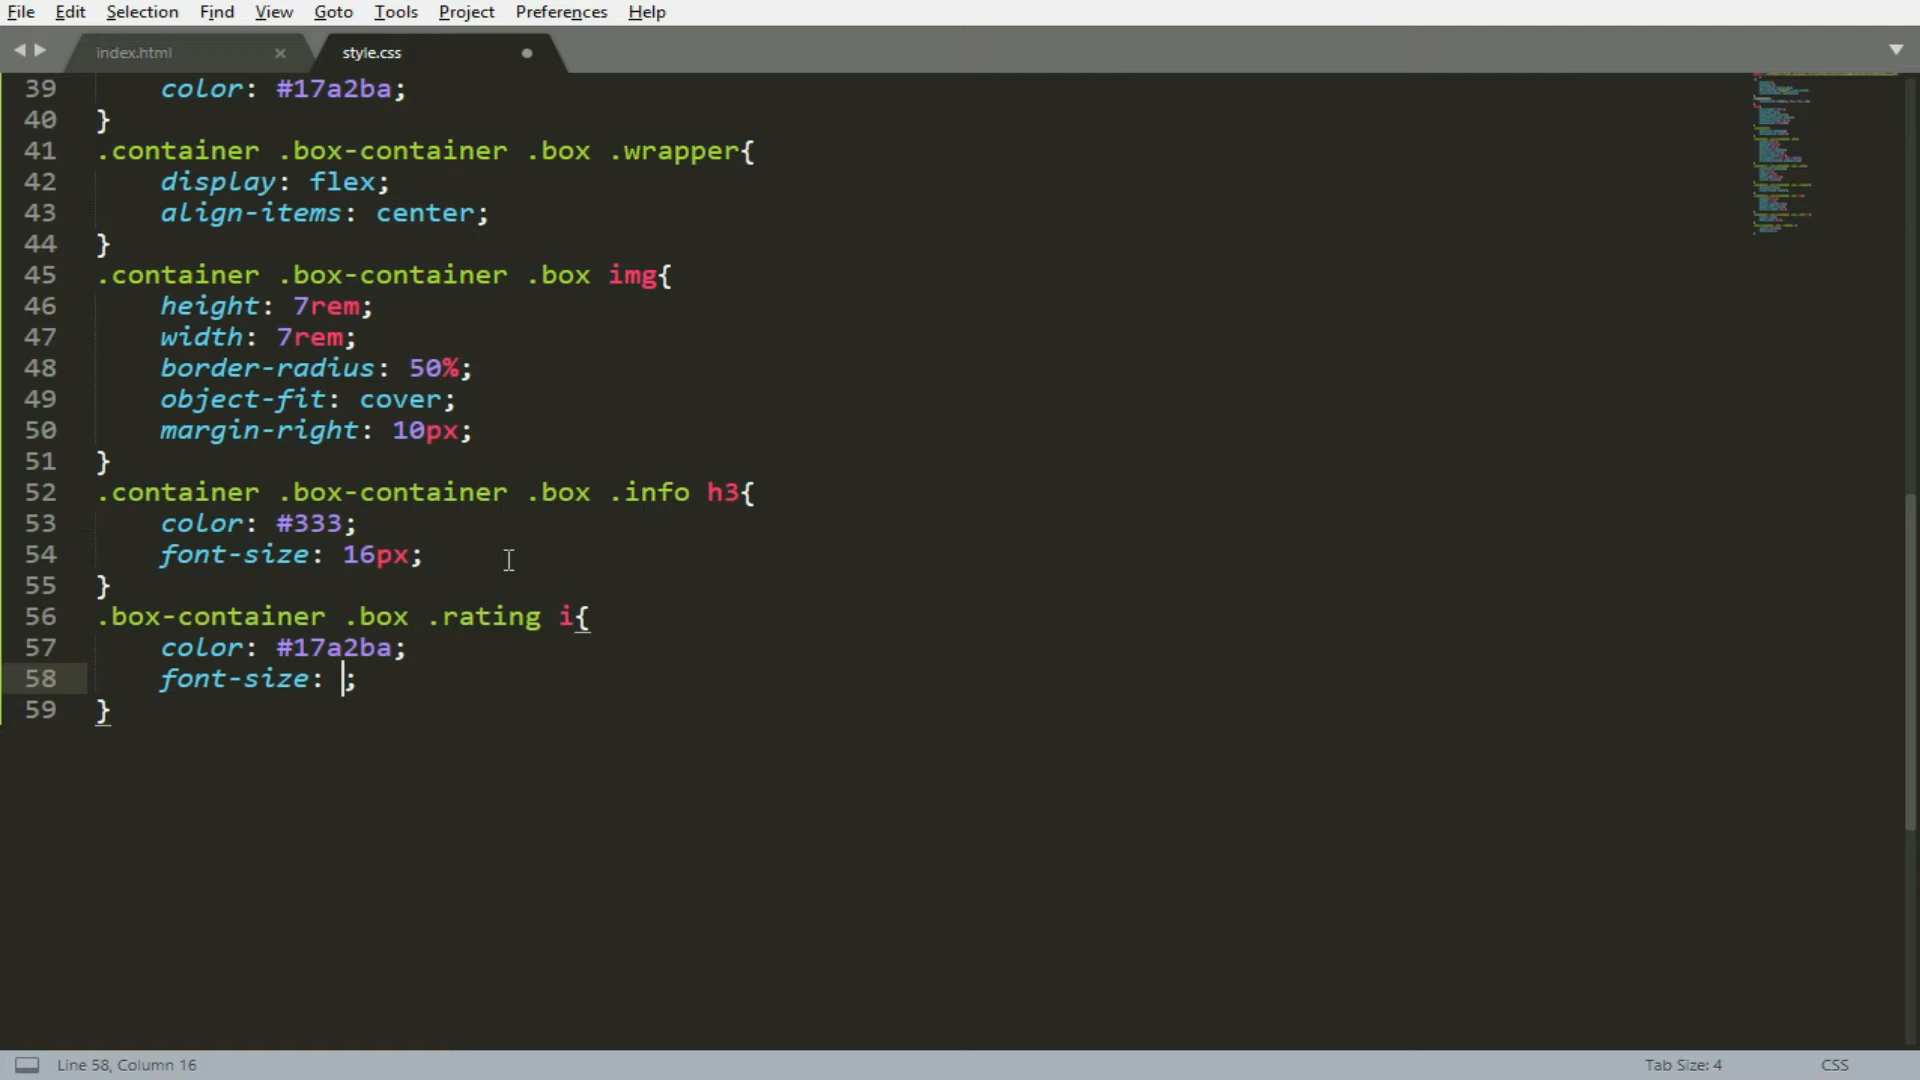 File Edit Selection Find View Goto Tools Project Preferences Help
index.html × style.css
39 color: #17a2ba;
40 }
41 .container .box-container .box .wrapper{
42 display: flex;
43 align-items: center;
44 }
45 .container .box-container .box img{
46 height: 7rem;
47 width: 7rem;
48 border-radius: 50%;
49 object-fit: cover;
50 margin-right: 10px;
51 }
52 .container .box-container .box .info h3{
53 color: #333;
54 font-size: 16px;
55 }
56 .box-container .box .rating i{
57 color: #17a2ba;
58 font-size: ;
59 }
Line 58, Column 16 Tab Size: 4 CSS